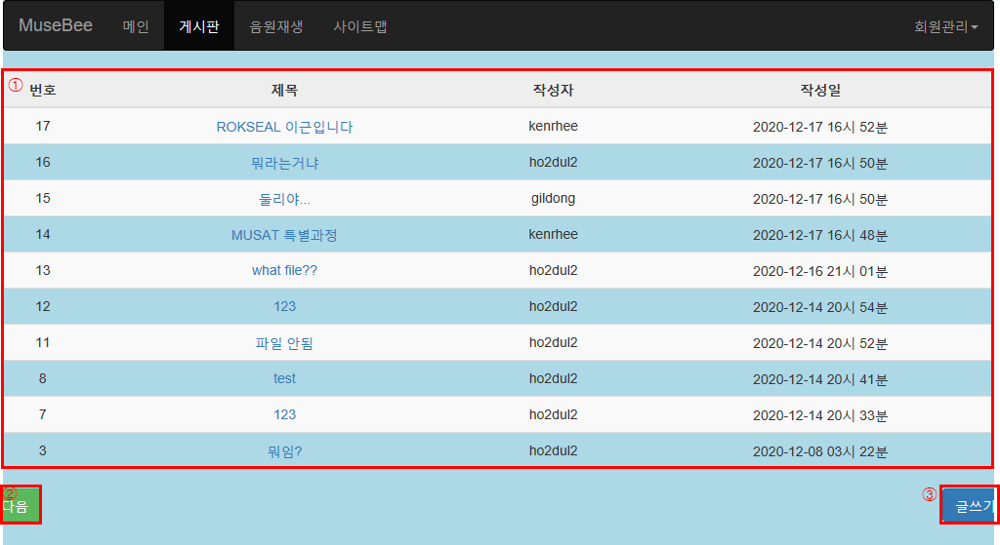 MuseBee 메인 게시판 음원재생 사이트맵 회원관리
① 번호 제목 작성자 작성일
17 ROKSEAL 이근입니다 kenrhee 2020-12-17 16시 52분
16 뭐라는거냐 ho2dul2 2020-12-17 16시 50분
15 둘리야... gildong 2020-12-17 16시 50분
14 MUSAT 특별과정 kenrhee 2020-12-17 16시 48분
13 what file?? ho2dul2 2020-12-16 21시 01분
12 123 ho2dul2 2020-12-14 20시 54분
11 파일 안됨 ho2dul2 2020-12-14 20시 52분
8 test ho2dul2 2020-12-14 20시 41분
7 123 ho2dul2 2020-12-14 20시 33분
3 뭐임? ho2dul2 2020-12-08 03시 22분
② 다음 ③ 글쓰기